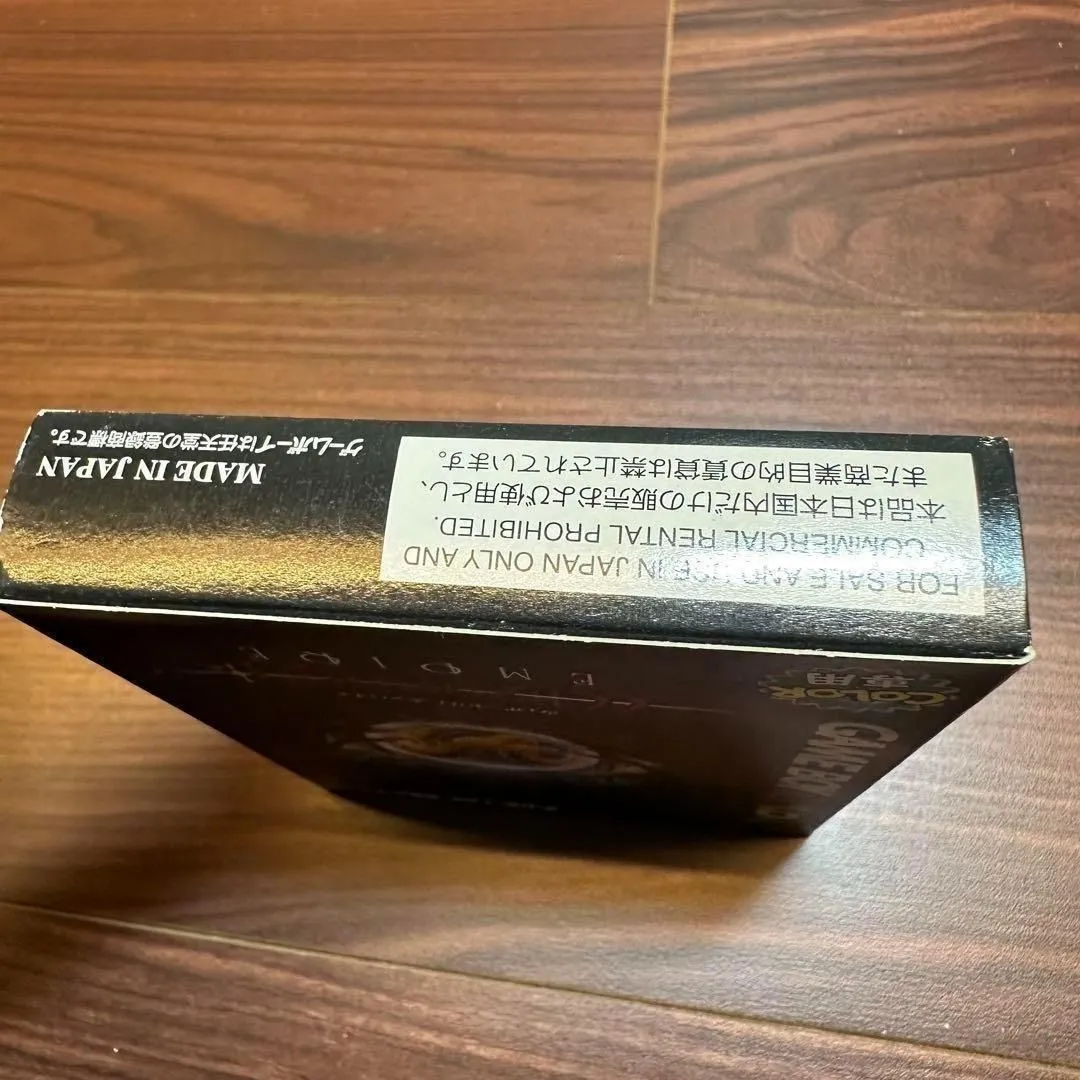 FOR SALE AND USE IN JAPAN ONLY AND
COMMERCIAL RENTAL PROHIBITED.
本品は日本国内だけの販売および使用とし、
また商業目的の賃貸は禁止されています。
MADE IN JAPAN
ゲームボーイは任天堂の登録商標です。
COLOR
専用